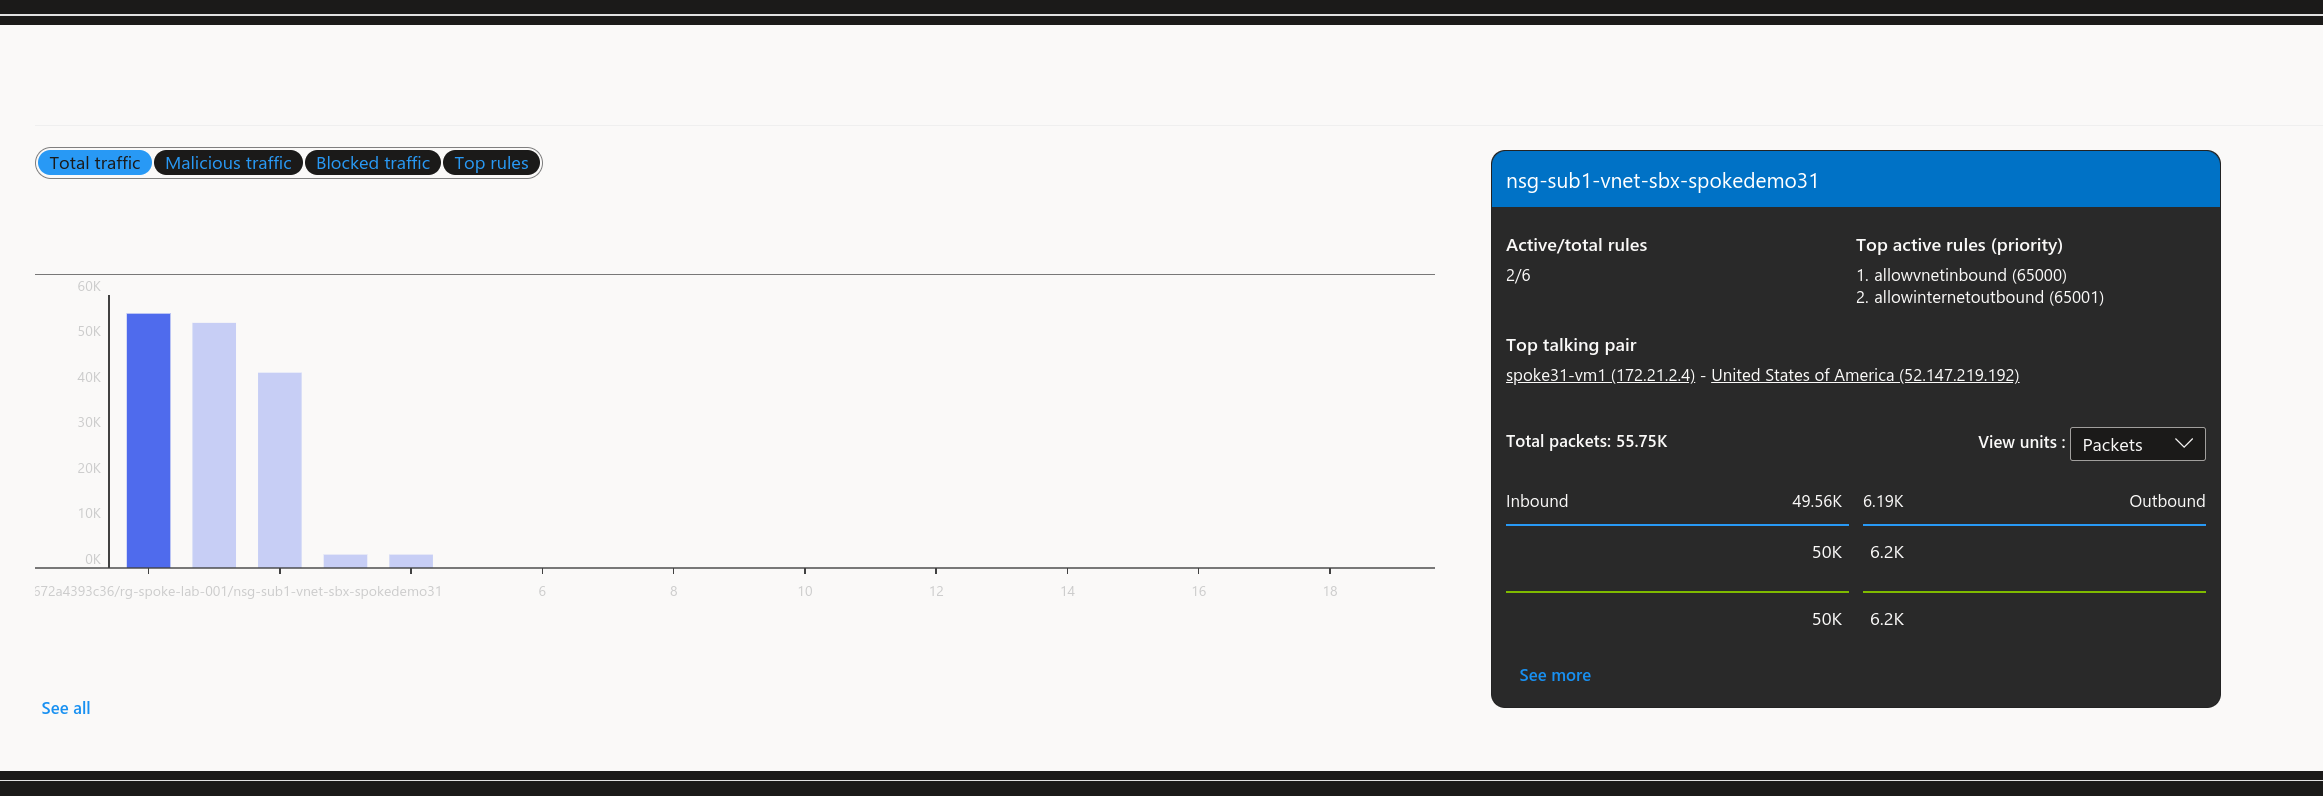 Total traffic Malicious traffic Blocked traffic Top rules
60K
50K
40K
30K
20K
10K
0K
672a4393c36/rg-spoke-lab-001/nsg-sub1-vnet-sbx-spokedemo31 6 8 10 12 14 16 18
See all
nsg-sub1-vnet-sbx-spokedemo31
Active/total rules
2/6
Top active rules (priority)
1. allowvnetinbound (65000)
2. allowinternetoutbound (65001)
Top talking pair
spoke31-vm1 (172.21.2.4) - United States of America (52.147.219.192)
Total packets: 55.75K
View units : Packets
Inbound 49.56K 6.19K Outbound
50K 6.2K
50K 6.2K
See more